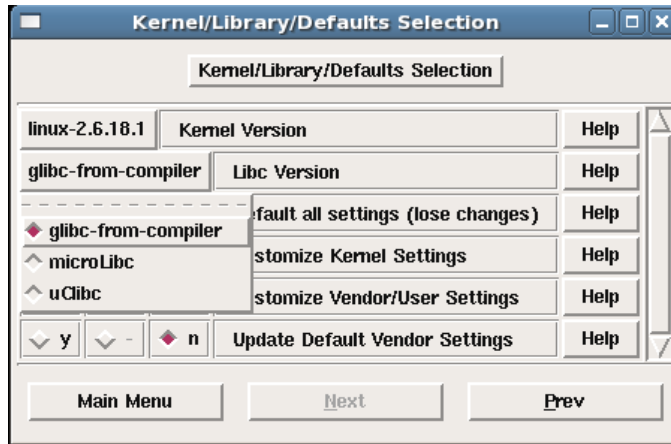 Kernel/Library/Defaults Selection
Kernel/Library/Defaults Selection
linux-2.6.18.1 Kernel Version Help
glibc-from-compiler Libc Version Help
efault all settings (lose changes) Help
glibc-from-compiler
stomize Kernel Settings Help
microLibc
stomize Vendor/User Settings Help
uClibc
y - n Update Default Vendor Settings Help
Main Menu Next Prev